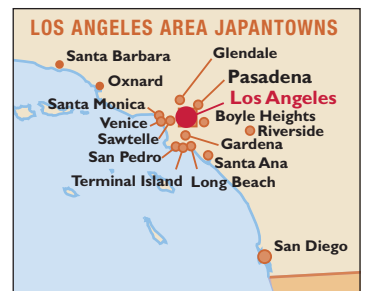 LOS ANGELES AREA JAPANTOWNS
Santa Barbara
Glendale
Oxnard
Pasadena
Santa Monica
Los Angeles
Venice
Boyle Heights
Sawtelle
Riverside
San Pedro
Gardena
Santa Ana
Terminal Island
Long Beach
San Diego